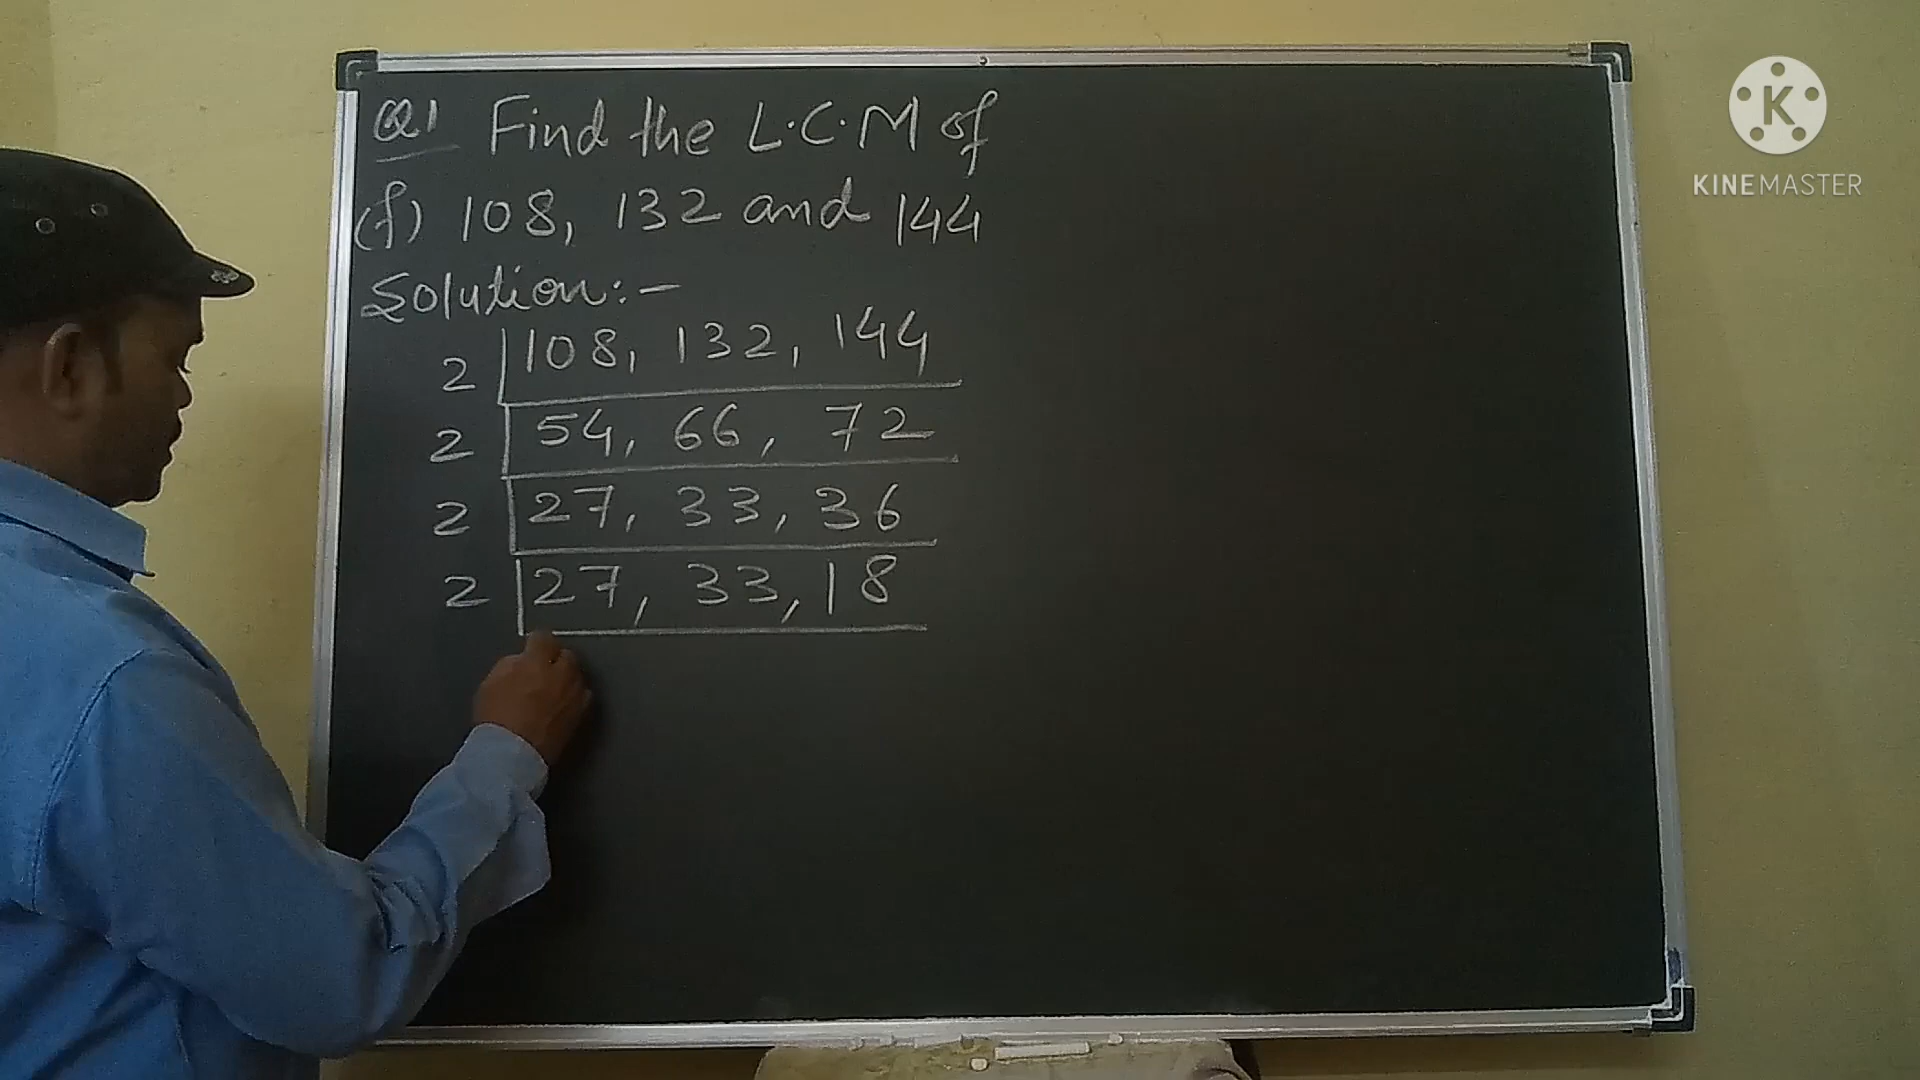 Q1 Find the L.C.M of
(f) 108, 132 and 144
Solution:-
2 108, 132, 144
2 54, 66, 72
2 27, 33, 36
2 27, 33, 18
K
KINEMASTER